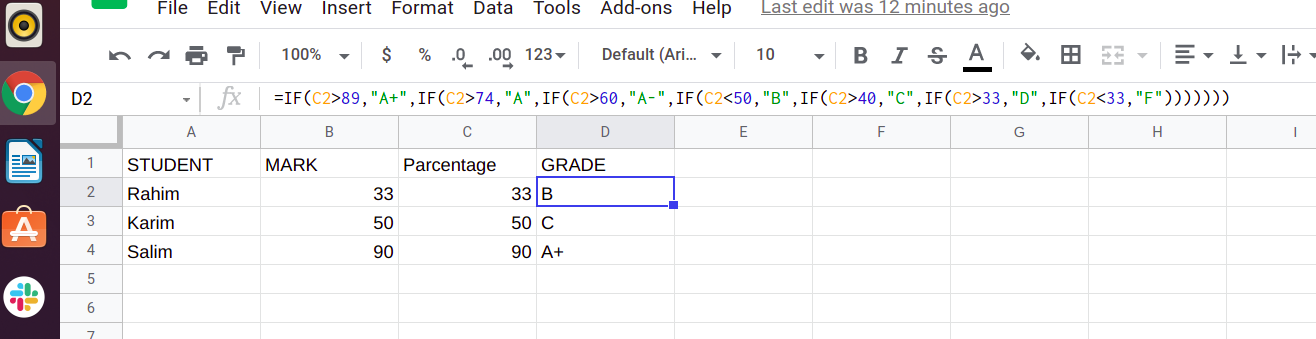 File Edit View Insert Format Data Tools Add-ons Help Last edit was 12 minutes ago
100% $ % .0 .00 123 Default (Ari... 10 B I S A
D2 fx =IF(C2>89,"A+",IF(C2>74,"A",IF(C2>60,"A-",IF(C2<50,"B",IF(C2>40,"C",IF(C2>33,"D",IF(C2<33,"F")))))))
A B C D E F G H I
1 STUDENT MARK Parcentage GRADE
2 Rahim 33 33 B
3 Karim 50 50 C
4 Salim 90 90 A+
5
6
7